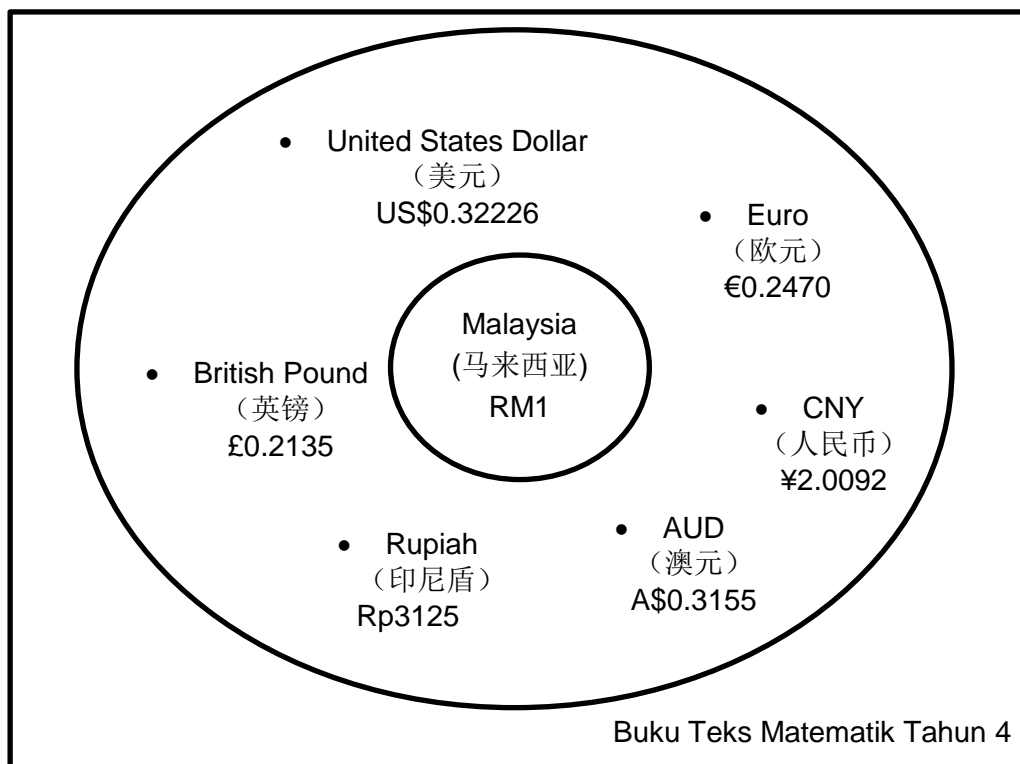 • United States Dollar
（美元）
US$0.32226
• Euro
（欧元）
€0.2470
Malaysia
(马来西亚)
RM1
• British Pound
（英镑）
£0.2135
• CNY
（人民币）
¥2.0092
• Rupiah
（印尼盾）
Rp3125
• AUD
（澳元）
A$0.3155
Buku Teks Matematik Tahun 4